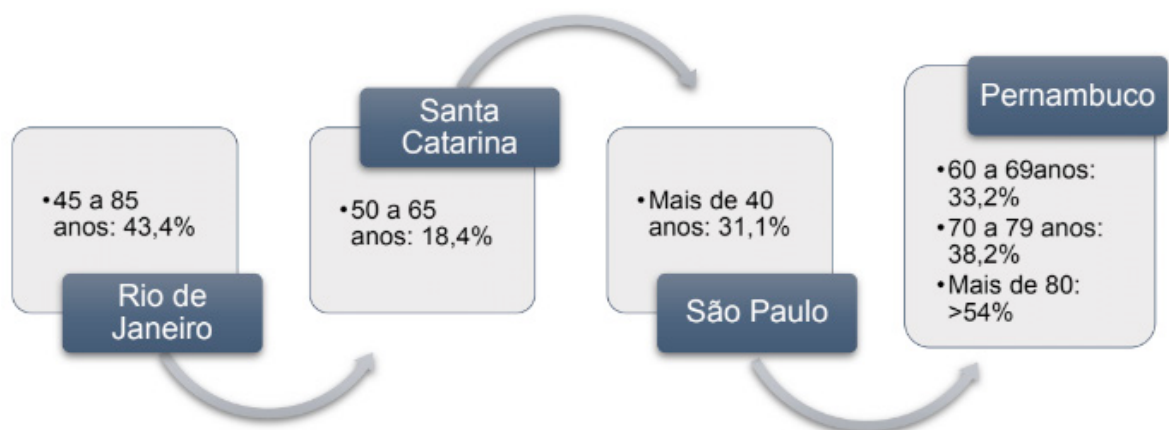 •45 a 85
anos: 43,4%
Rio de
Janeiro
Santa
Catarina
•50 a 65
anos: 18,4%
•Mais de 40
anos: 31,1%
São Paulo
Pernambuco
•60 a 69anos:
33,2%
•70 a 79 anos:
38,2%
•Mais de 80:
>54%